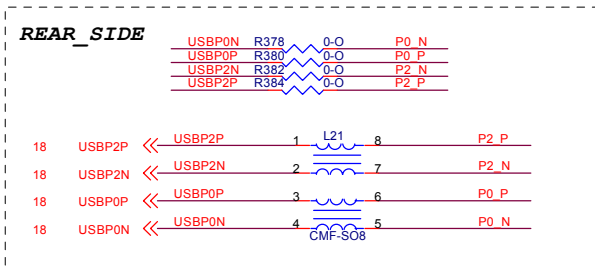 REAR_SIDE
USBP0N R378 0-O P0_N
USBP0P R380 0-O P0_P
USBP2N R382 0-O P2_N
USBP2P R384 0-O P2_P
18 USBP2P USBP2P 1 L21 8 P2_P
18 USBP2N USBP2N 2 7 P2_N
18 USBP0P USBP0P 3 6 P0_P
18 USBP0N USBP0N 4 5 P0_N
CMF-SO8